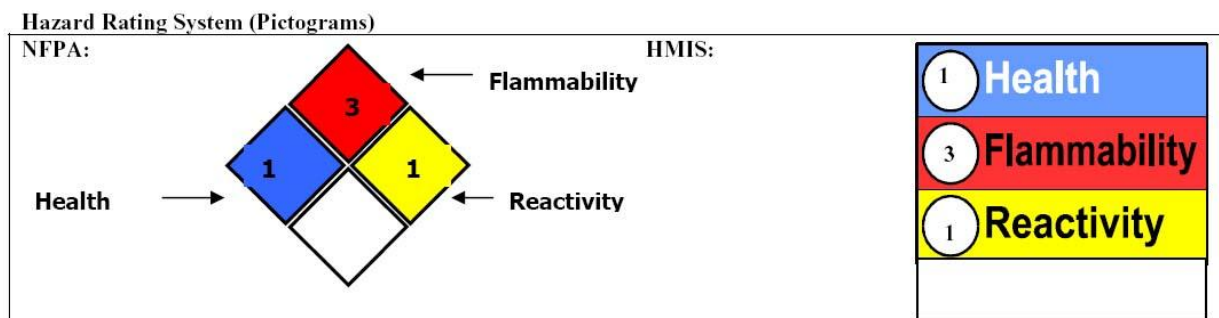 Hazard Rating System (Pictograms)
NFPA:
3
Flammability
1
1
Health
Reactivity
HMIS:
1 Health
3 Flammability
1 Reactivity